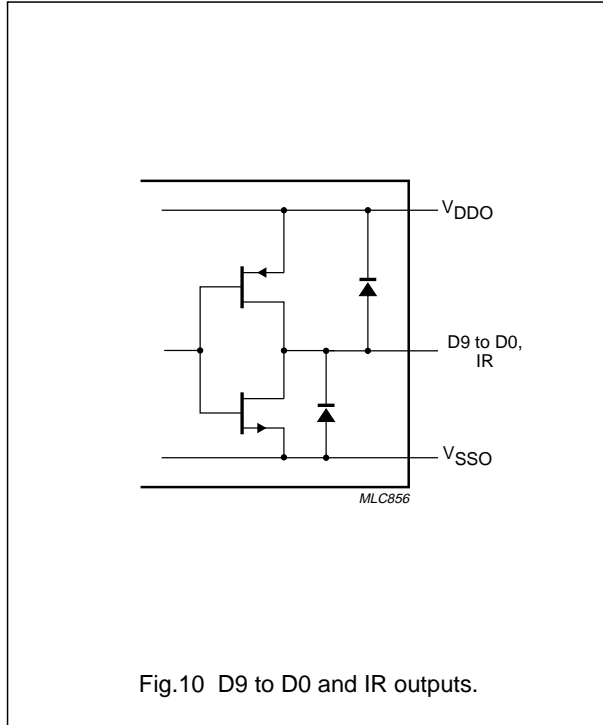 VDDO
D9 to D0,
IR
VSSO
MLC856
Fig.10 D9 to D0 and IR outputs.